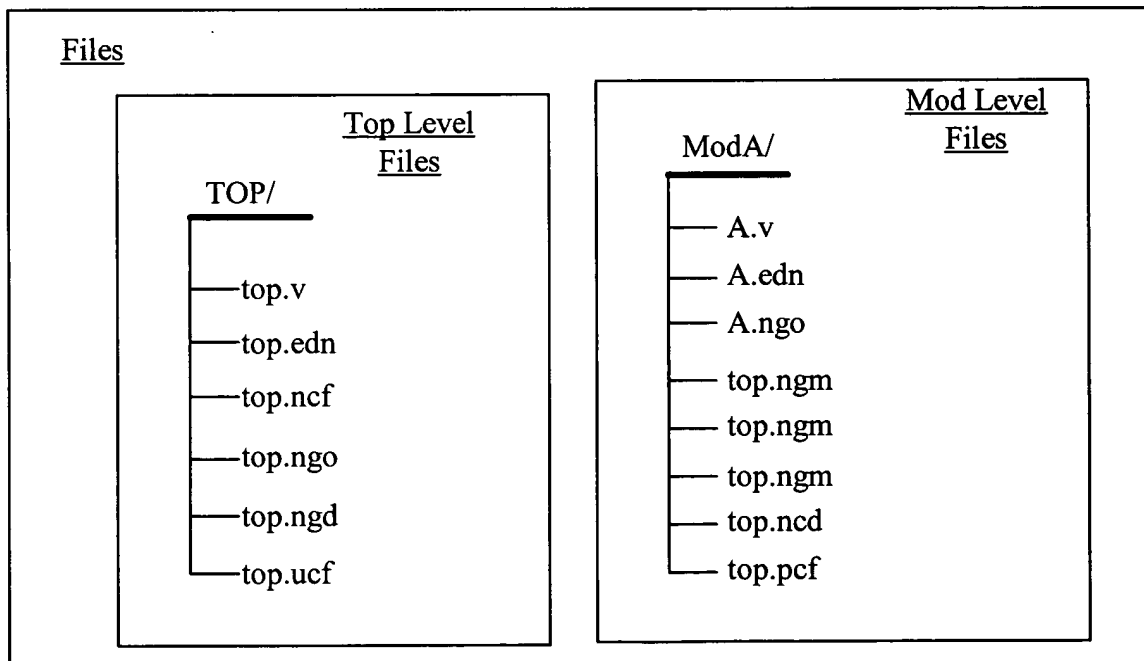 Files
Top Level
Files
TOP/
top.v
top.edn
top.ncf
top.ngo
top.ngd
top.ucf
Mod Level
Files
ModA/
A.v
A.edn
A.ngo
top.ngm
top.ngm
top.ngm
top.ncd
top.pcf